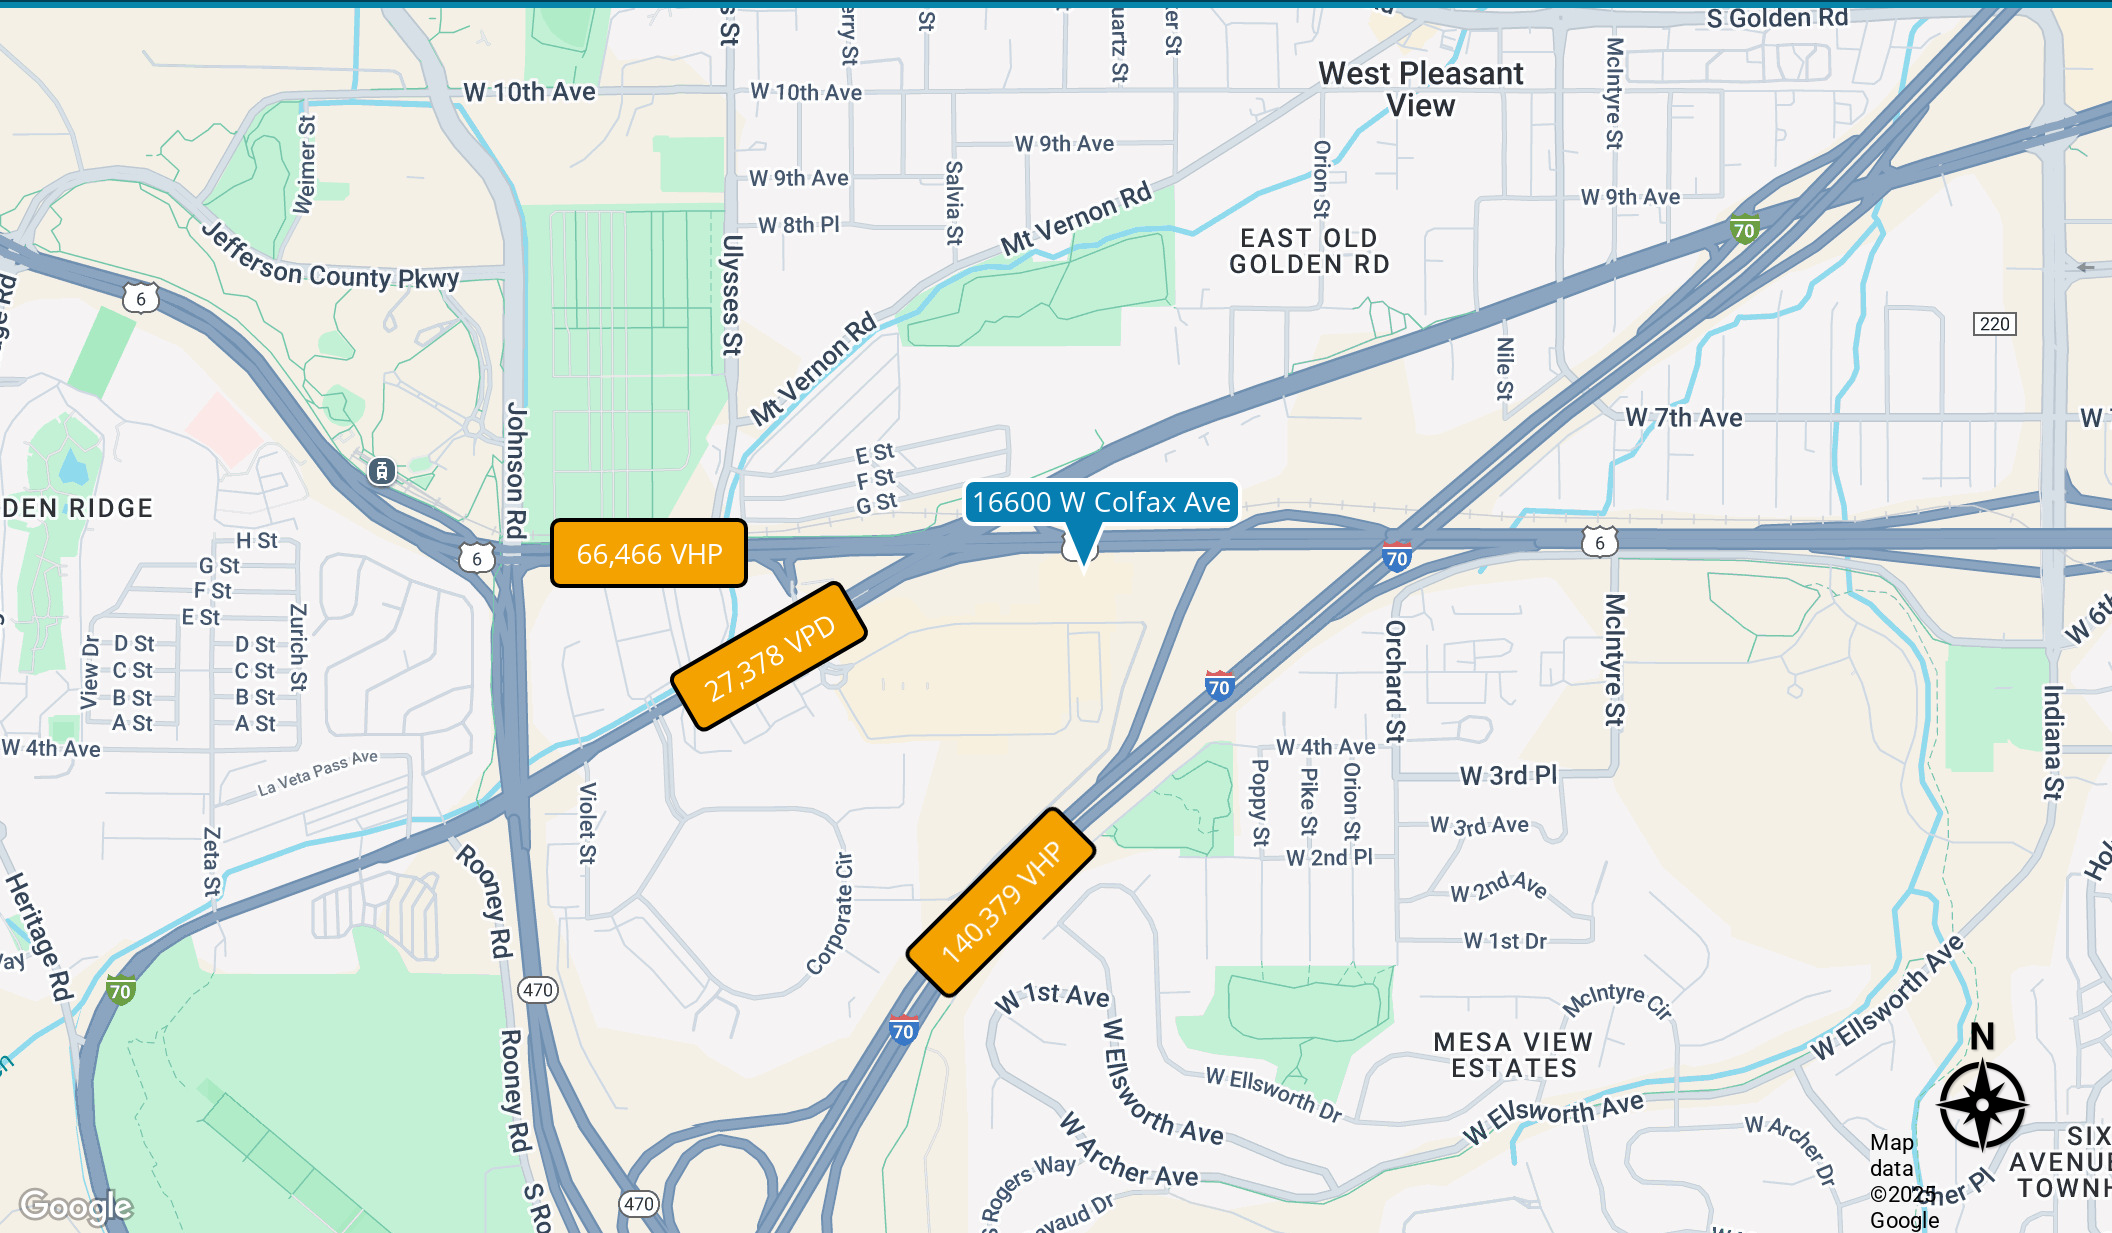 S Golden Rd
W 10th Ave
W 10th Ave
West Pleasant
View
McIntyre St
uartz St
St
Weimer St
W 9th Ave
W 9th Ave
W 9th Ave
Salvia St
Orion St
W 8th Pl
Mt Vernon Rd
Jefferson County Pkwy
Ulysses St
EAST OLD
GOLDEN RD
70
6
220
Mt Vernon Rd
Nile St
W 7th Ave
Johnson Rd
E St
F St
G St
DEN RIDGE
16600 W Colfax Ave
H St
G St
F St
E St
6
66,466 VHP
70
6
27,378 VPD
Zurich St
View Dr
D St
C St
B St
A St
D St
C St
B St
A St
W 4th Ave
La Veta Pass Ave
70
Orchard St
McIntyre St
W 6th
Indiana St
W 4th Ave
Poppy St
Pike St
Orion St
W 3rd Pl
W 3rd Ave
W 2nd Pl
W 2nd Ave
W 1st Dr
Violet St
Zeta St
Rooney Rd
Heritage Rd
Corporate Cir
140,379 VHP
70
470
70
W 1st Ave
W Ellsworth Ave
W Ellsworth Dr
McIntyre Cir
MESA VIEW
ESTATES
W Ellsworth Ave
W Ellsworth Ave
W Archer Ave
W Archer Dr
Rooney Rd
S Ro
470
S Rogers Way
N
SIX
AVENUE
TOWNH
Map
data
©2025
Google
Google